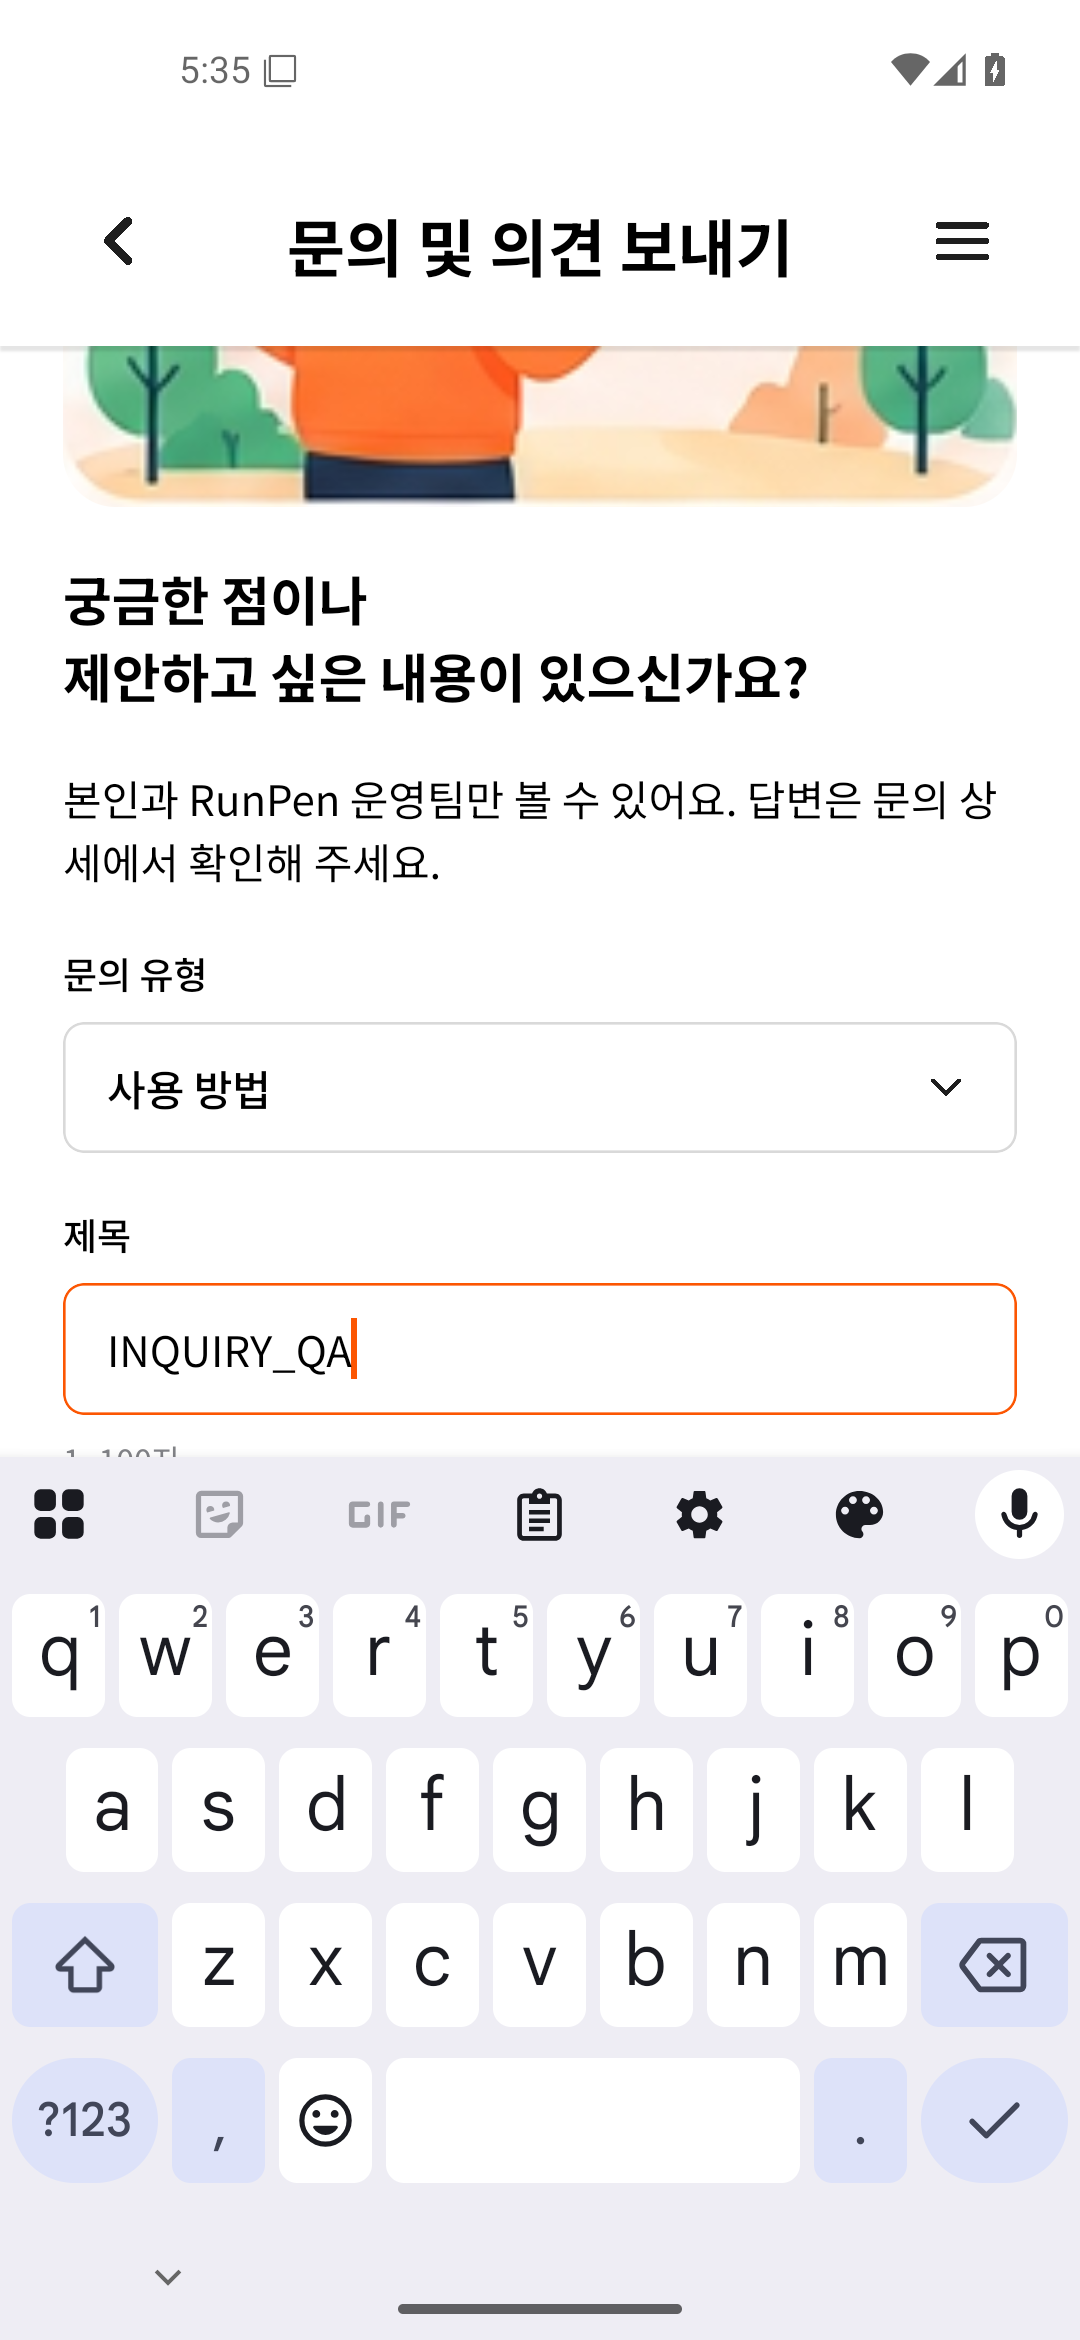 5:35
문의 및 의견 보내기
궁금한 점이나
제안하고 싶은 내용이 있으신가요?
본인과 RunPen 운영팀만 볼 수 있어요. 답변은 문의 상
세에서 확인해 주세요.
문의 유형
사용 방법
제목
INQUIRY_QA
GIF
q 1 w 2 e 3 r 4 t 5 y 6 u 7 i 8 o 9 p 0
a s d f g h j k l
z x c v b n m
?123 , .